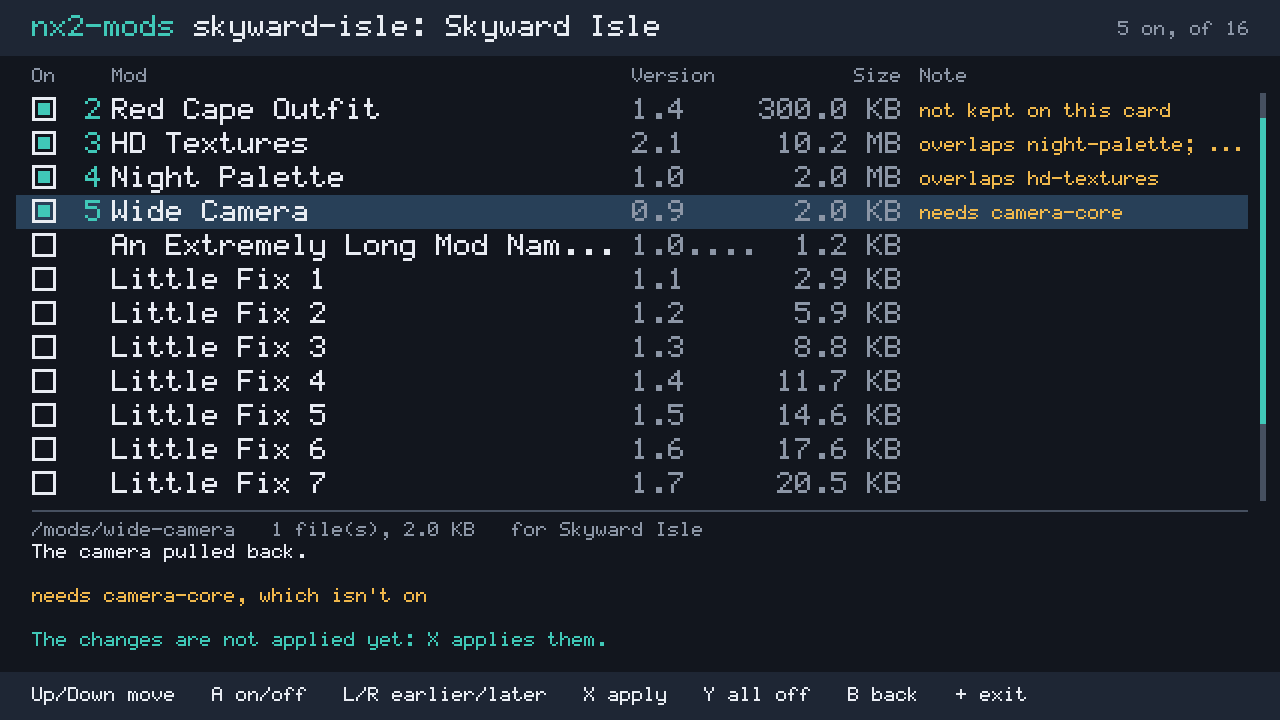 nx2-mods skyward-isle: Skyward Isle 5 on, of 16
On Mod Version Size Note
2 Red Cape Outfit 1.4 300.0 KB not kept on this card
3 HD Textures 2.1 10.2 MB overlaps night-palette; ...
4 Night Palette 1.0 2.0 MB overlaps hd-textures
5 Wide Camera 0.9 2.0 KB needs camera-core
An Extremely Long Mod Nam... 1.0.... 1.2 KB
Little Fix 1 1.1 2.9 KB
Little Fix 2 1.2 5.9 KB
Little Fix 3 1.3 8.8 KB
Little Fix 4 1.4 11.7 KB
Little Fix 5 1.5 14.6 KB
Little Fix 6 1.6 17.6 KB
Little Fix 7 1.7 20.5 KB
/mods/wide-camera 1 file(s), 2.0 KB for Skyward Isle
The camera pulled back.
needs camera-core, which isn't on
The changes are not applied yet: X applies them.
Up/Down move A on/off L/R earlier/later X apply Y all off B back + exit